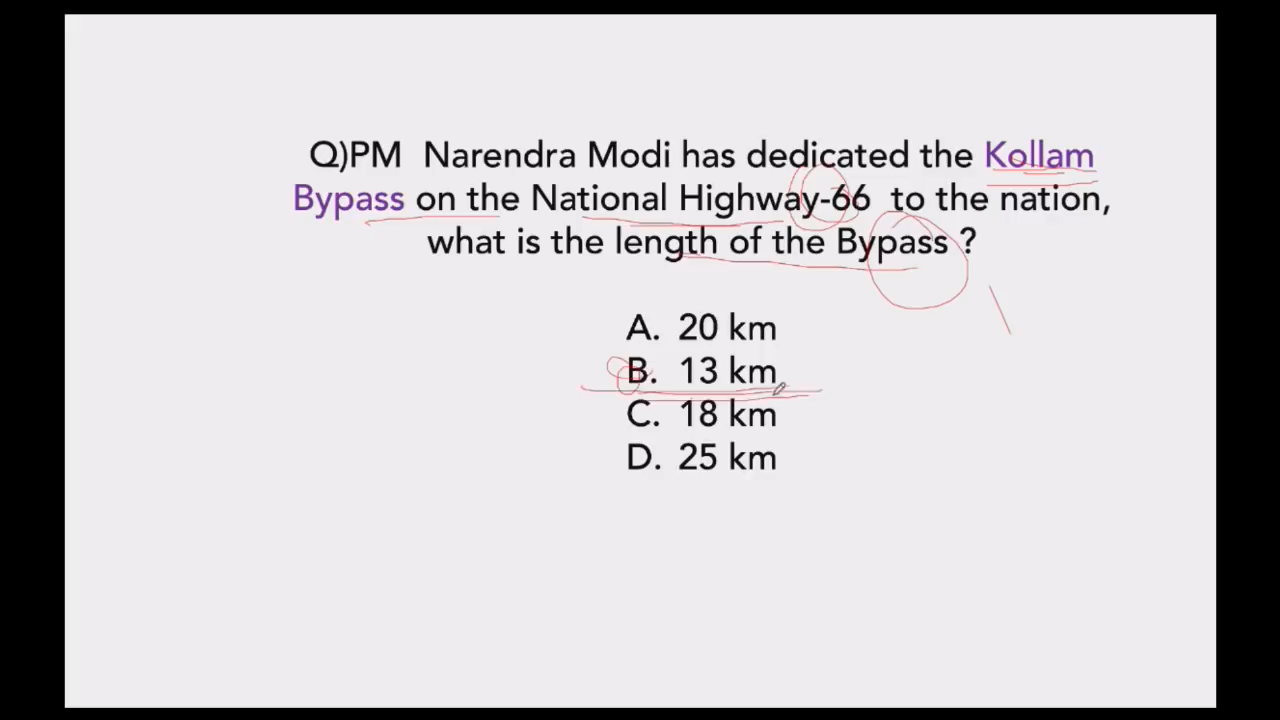 Q)PM Narendra Modi has dedicated the Kollam
Bypass on the National Highway-66 to the nation,
what is the length of the Bypass ?
A. 20 km
B. 13 km
C. 18 km
D. 25 km